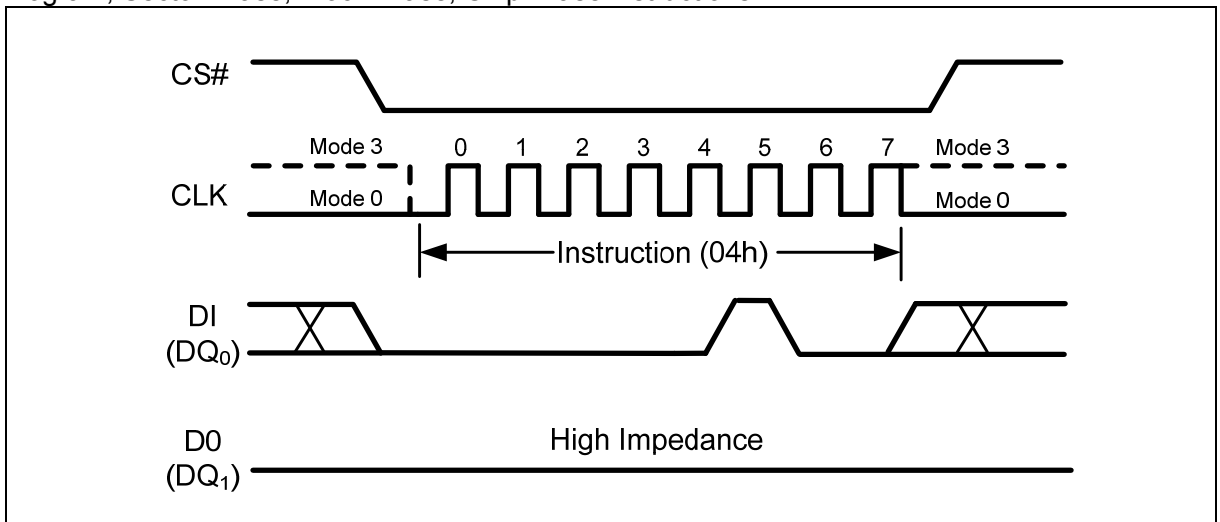 CS#
Mode 3
0 1 2 3 4 5 6 7
Mode 3
CLK
Mode 0
Mode 0
Instruction (04h)
DI
(DQ₀)
D0
(DQ₁)
High Impedance